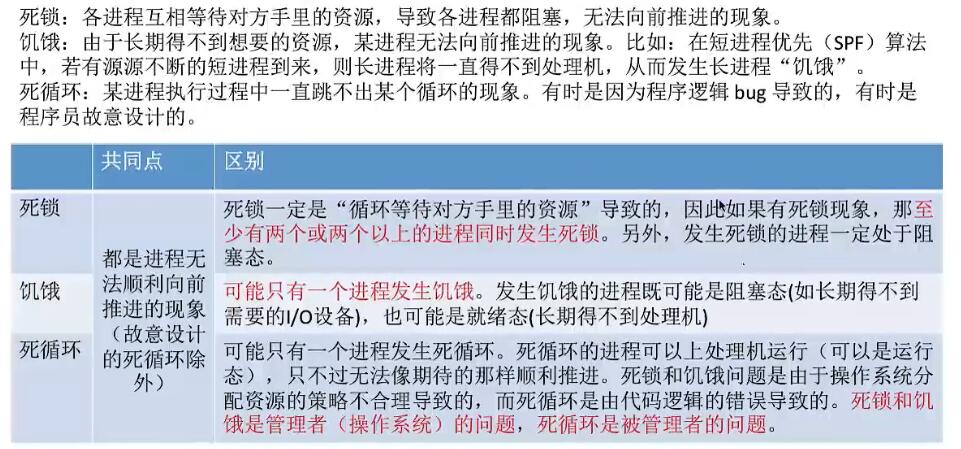 死锁：各进程互相等待对方手里的资源，导致各进程都阻塞，无法向前推进的现象。
饥饿：由于长期得不到想要的资源，某进程无法向前推进的现象。比如：在短进程优先（SPF）算法
中，若有源源不断的短进程到来，则长进程将一直得不到处理机，从而发生长进程“饥饿”。
死循环：某进程执行过程中一直跳不出某个循环的现象。有时是因为程序逻辑 bug 导致的，有时是
程序员故意设计的。
共同点
区别
死锁
都是进程无
法顺利向前
推进的现象
（故意设计
的死循环除
外）
死锁一定是“循环等待对方手里的资源”导致的，因此如果有死锁现象，那至
少有两个或两个以上的进程同时发生死锁。另外，发生死锁的进程一定处于阻
塞态。
饥饿
可能只有一个进程发生饥饿。发生饥饿的进程既可能是阻塞态(如长期得不到
需要的I/O设备)，也可能是就绪态(长期得不到处理机)
死循环
可能只有一个进程发生死循环。死循环的进程可以上处理机运行（可以是运行
态），只不过无法像期待的那样顺利推进。死锁和饥饿问题是由于操作系统分
配资源的策略不合理导致的，而死循环是由代码逻辑的错误导致的。死锁和饥
饿是管理者（操作系统）的问题，死循环是被管理者的问题。